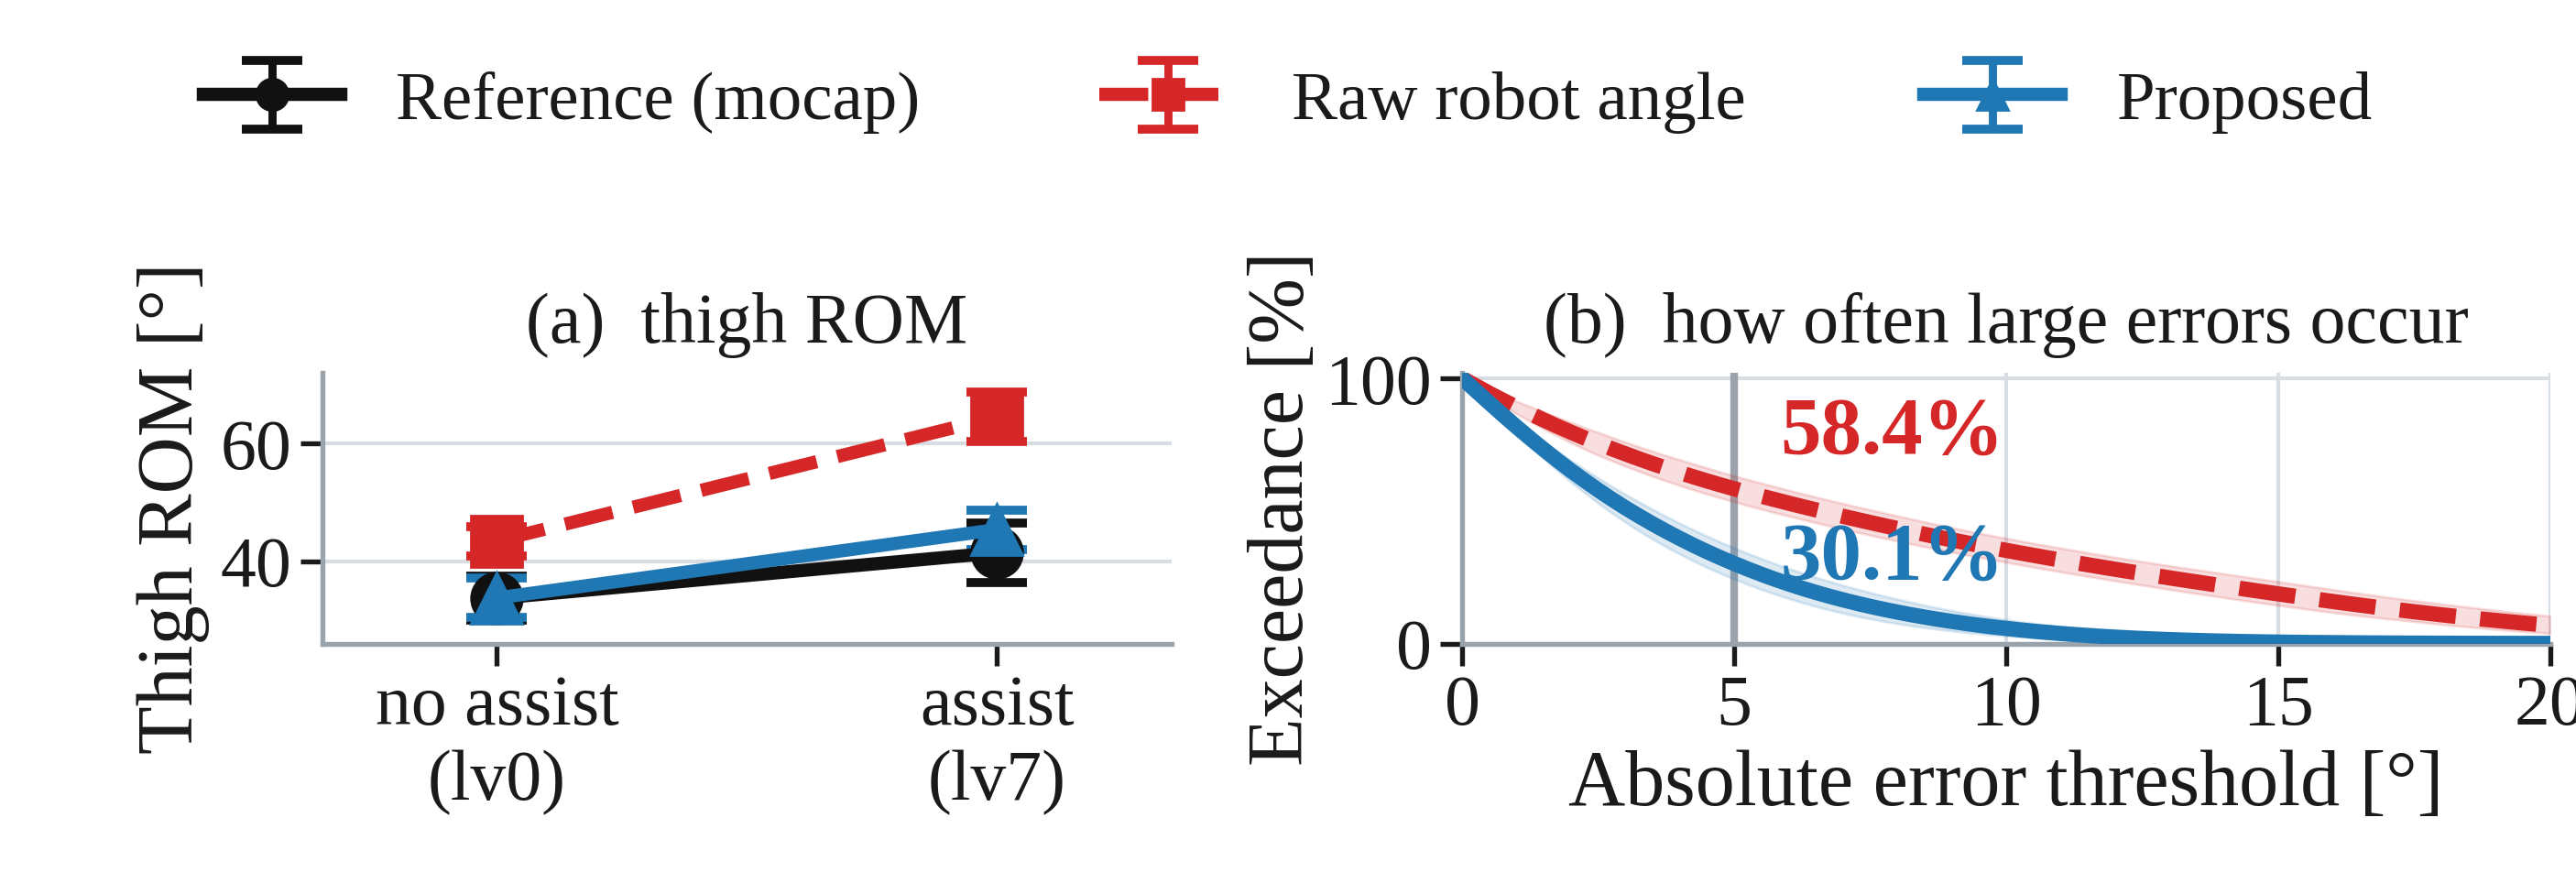 Reference (mocap)
Raw robot angle
Proposed
(a) thigh ROM
Thigh ROM [°]
60
40
no assist
(lv0)
assist
(lv7)
(b) how often large errors occur
Exceedance [%]
100
0
58.4%
30.1%
0
5
10
15
20
Absolute error threshold [°]